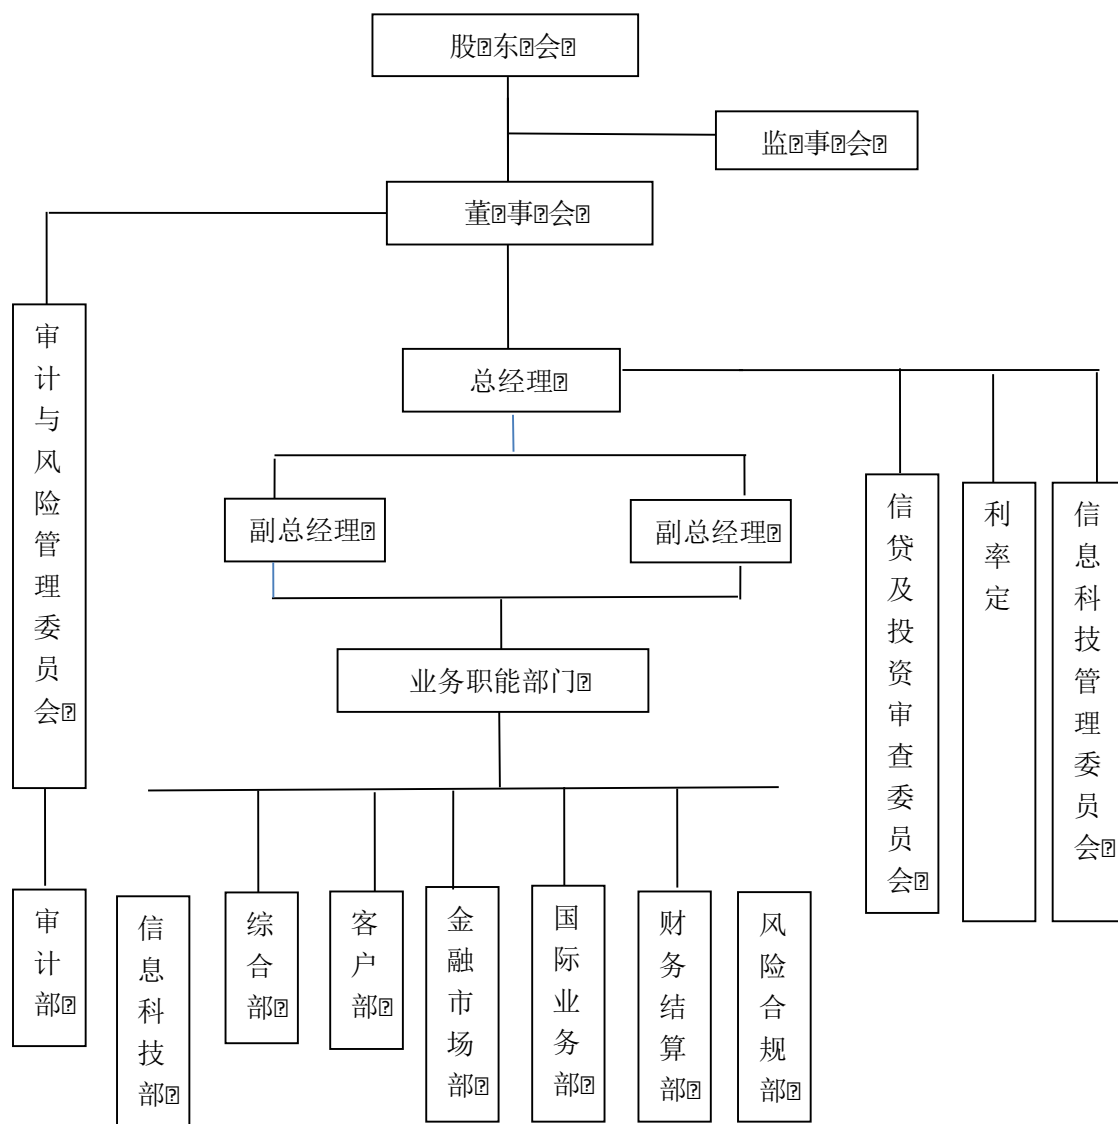 股东会
监事会
董事会
审计与风险管理委员会
总经理
副总经理
副总经理
信贷及投资审查委员会
利率定
信息科技管理委员会
业务职能部门
审计部
信息科技部
综合部
客户部
金融市场部
国际业务部
财务结算部
风险合规部